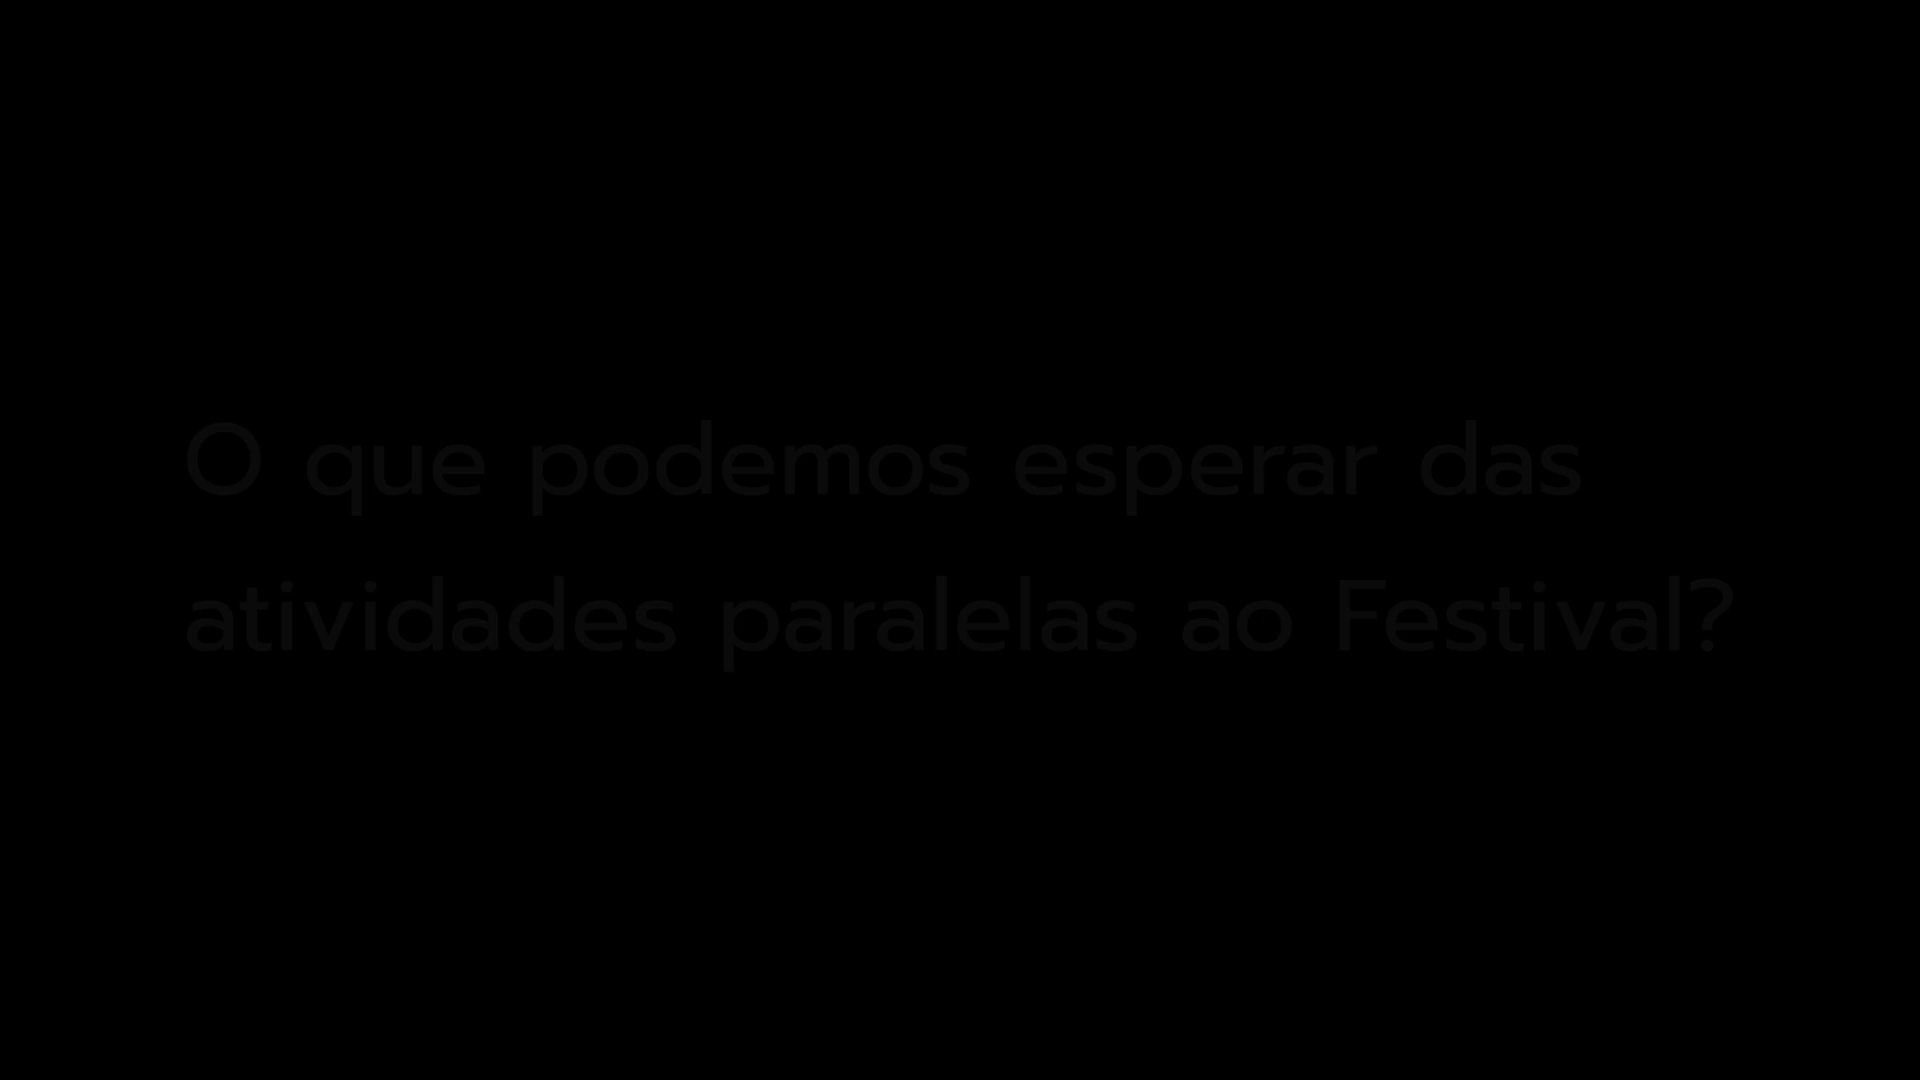 O que podemos esperar das
atividades paralelas ao Festival?